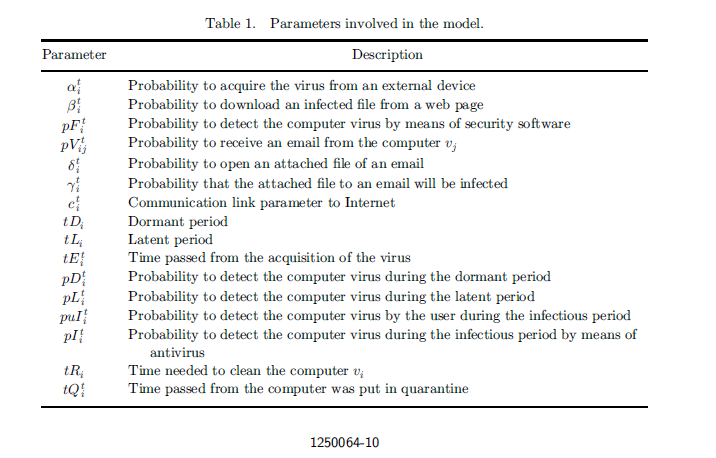 Table 1. Parameters involved in the model.
Parameter Description
α_i^t Probability to acquire the virus from an external device
β_i^t Probability to download an infected file from a web page
pF_i^t Probability to detect the computer virus by means of security software
pV_ij^t Probability to receive an email from the computer v_j
δ_i^t Probability to open an attached file of an email
γ_i^t Probability that the attached file to an email will be infected
c_i^t Communication link parameter to Internet
tD_i Dormant period
tL_i Latent period
tE_i^t Time passed from the acquisition of the virus
pD_i^t Probability to detect the computer virus during the dormant period
pL_i^t Probability to detect the computer virus during the latent period
puI_i^t Probability to detect the computer virus by the user during the infectious period
pI_i^t Probability to detect the computer virus during the infectious period by means of
antivirus
tR_i Time needed to clean the computer v_i
tQ_i^t Time passed from the computer was put in quarantine
1250064-10